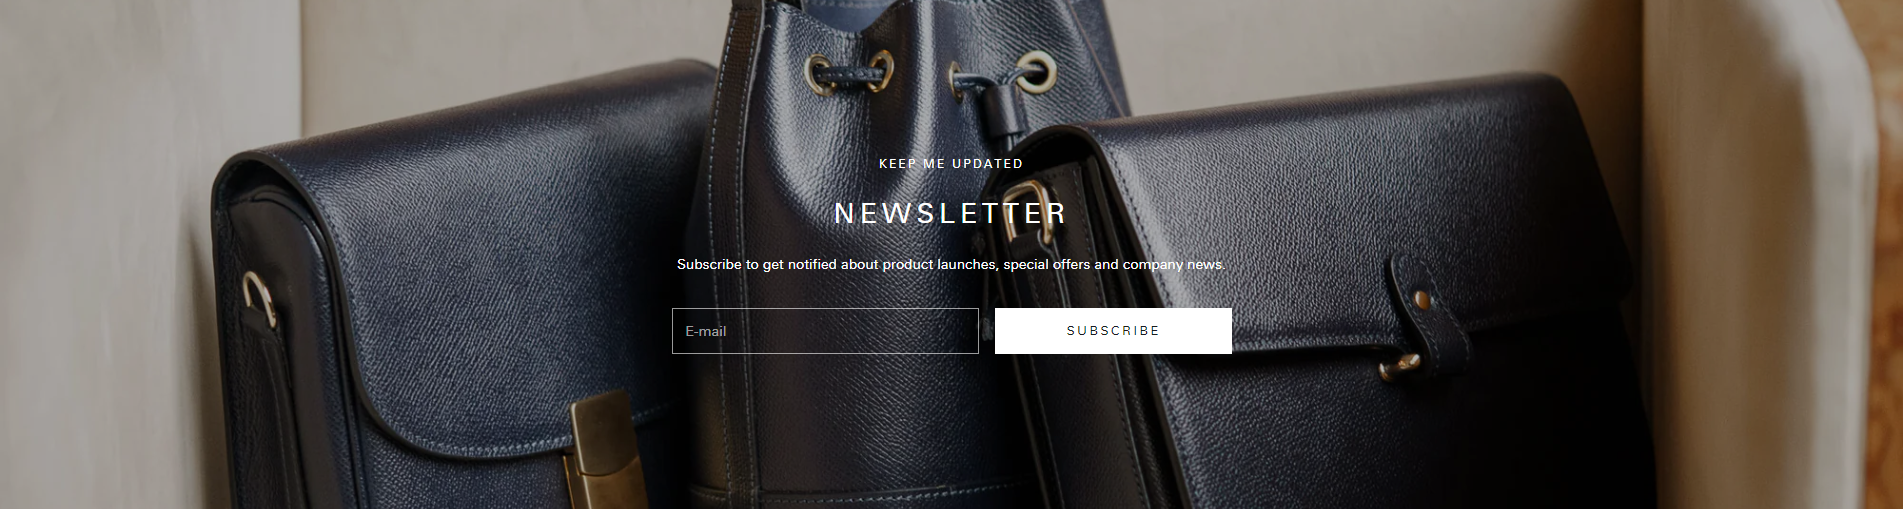 KEEP ME UPDATED
NEWSLETTER
Subscribe to get notified about product launches, special offers and company news.
E-mail
SUBSCRIBE